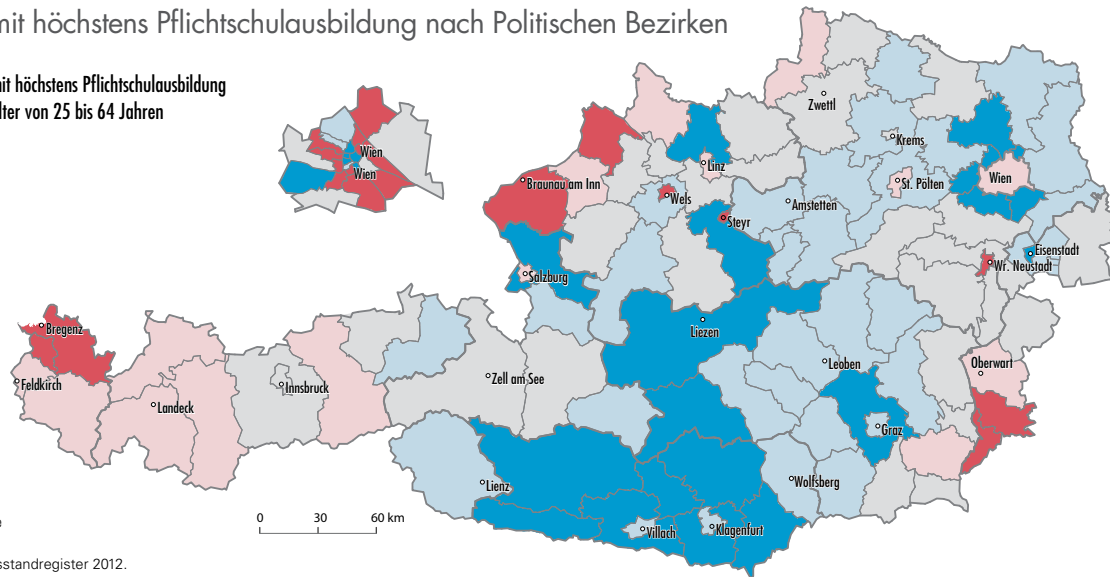 mit höchstens Pflichtschulausbildung nach Politischen Bezirken
mit höchstens Pflichtschulausbildung
lter von 25 bis 64 Jahren
Wien
Wien
Zwettl
Krems
Linz
St. Pölten
Wien
Braunau am Inn
Wels
Amstetten
Steyr
Eisenstadt
Wr. Neustadt
Salzburg
Bregenz
Liezen
Leoben
Oberwart
Feldkirch
Innsbruck
Zell am See
Landeck
Graz
Lienz
Wolfsberg
0 30 60 km
Villach
Klagenfurt
e
sstandregister 2012.